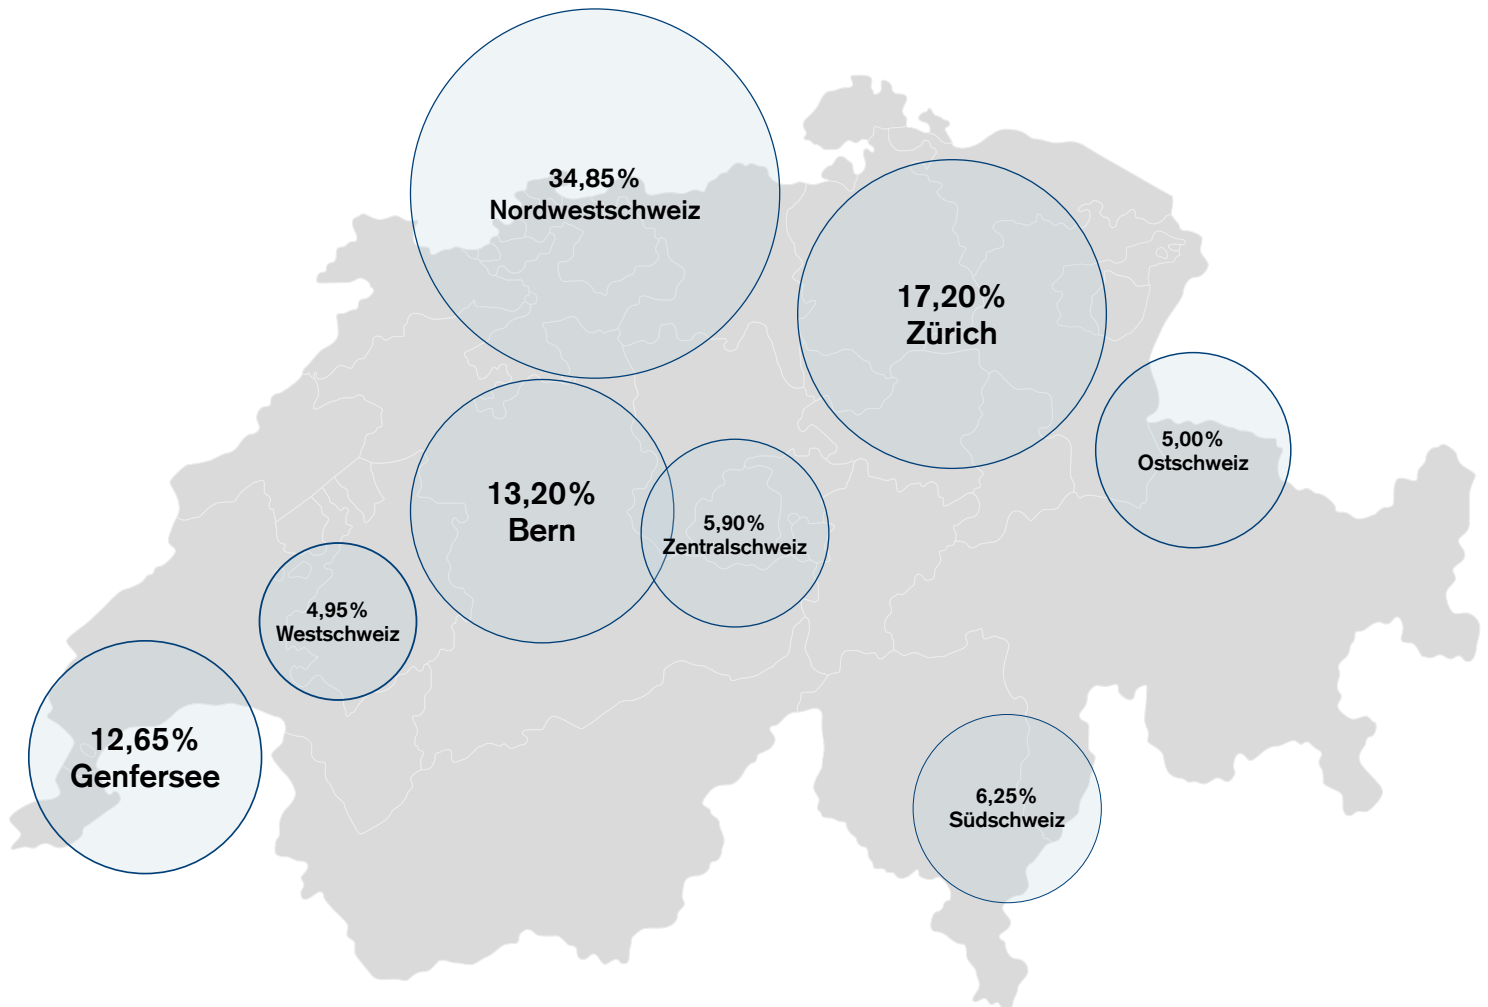 34,85%
Nordwestschweiz
17,20%
Zürich
5,00%
Ostschweiz
13,20%
Bern
5,90%
Zentralschweiz
4,95%
Westschweiz
12,65%
Genfersee
6,25%
Südschweiz